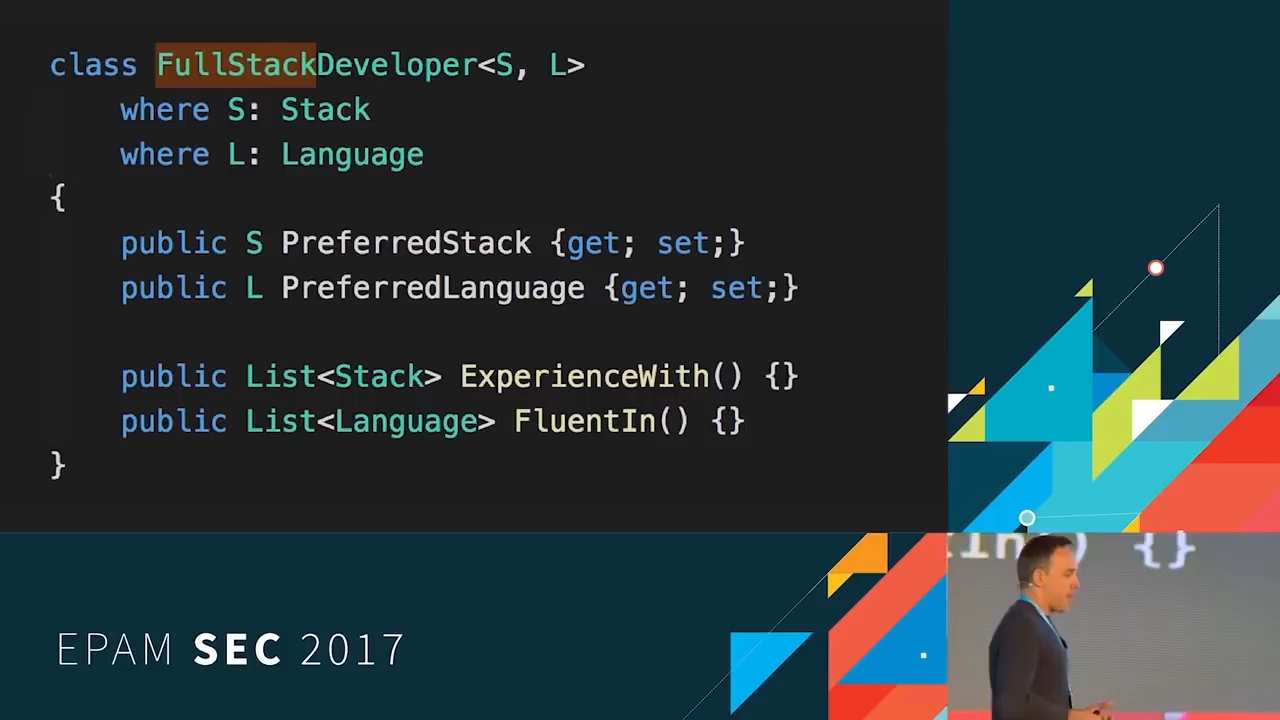 class FullStackDeveloper<S, L>
where S: Stack
where L: Language
{
public S PreferredStack {get; set;}
public L PreferredLanguage {get; set;}
public List<Stack> ExperienceWith() {}
public List<Language> FluentIn() {}
}
EPAM SEC 2017
) {}